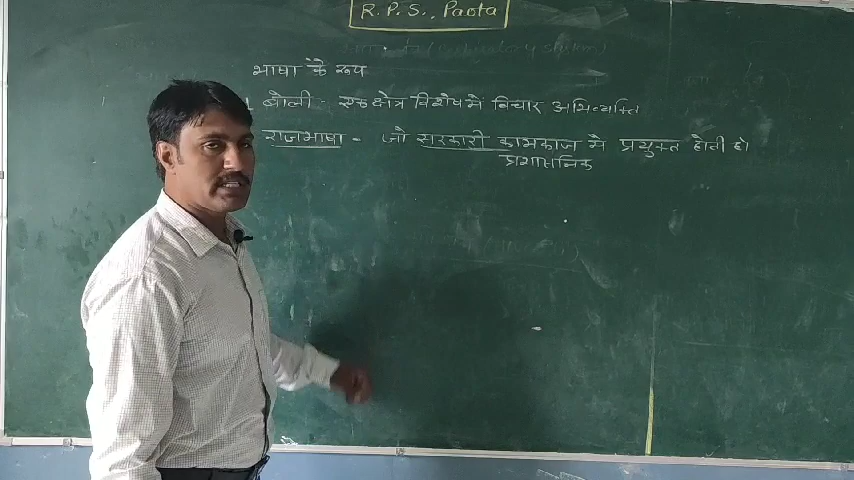 R. P. S., Paota
भाषा के रूप
1. बोली - एक क्षेत्र विशेष में विचार अभिव्यक्ति
राजभाषा - जो सरकारी कामकाज में प्रयुक्त होती हो
प्रशासनिक